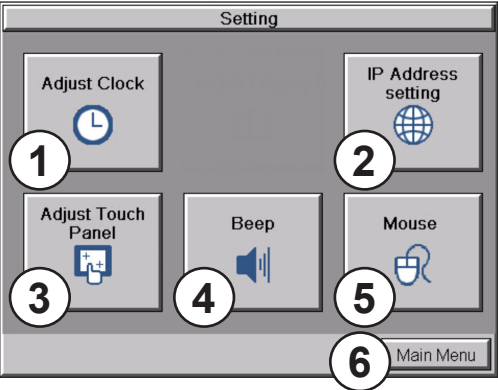 Setting
Adjust Clock
1
IP Address
setting
2
Adjust Touch
Panel
3
Beep
4
Mouse
5
6
Main Menu